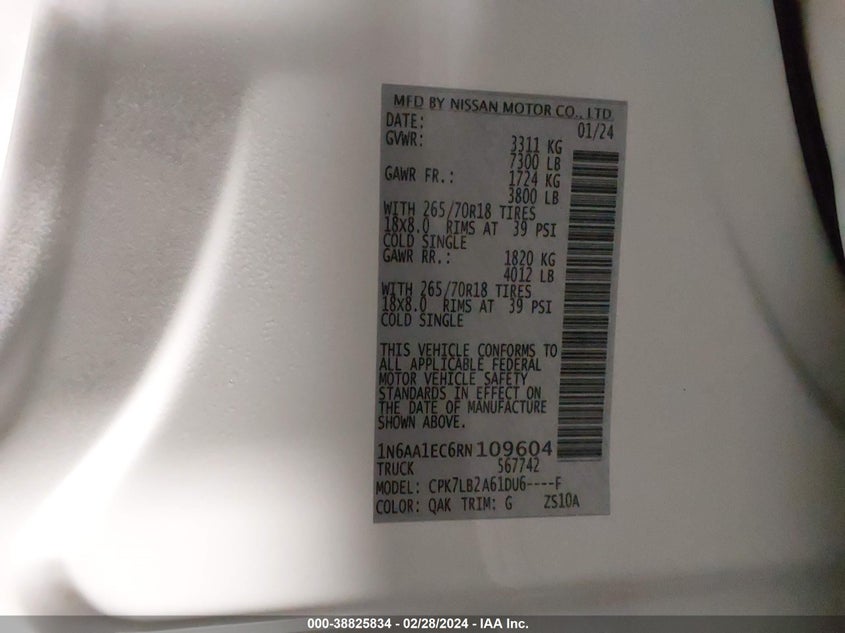 MFD BY NISSAN MOTOR CO., LTD.
DATE: 01/24
GVWR: 3311 KG
7300 LB
GAWR FR.: 1724 KG
3800 LB
WITH 265/70R18 TIRES
18X8.0 RIMS AT 39 PSI
COLD SINGLE
GAWR RR.: 1820 KG
4012 LB
WITH 265/70R18 TIRES
18X8.0 RIMS AT 39 PSI
COLD SINGLE
THIS VEHICLE CONFORMS TO
ALL APPLICABLE FEDERAL
MOTOR VEHICLE SAFETY
STANDARDS IN EFFECT ON
THE DATE OF MANUFACTURE
SHOWN ABOVE.
1N6AA1EC6RN109604
TRUCK 567742
MODEL: CPK7LB2A61DU6----F
COLOR: QAK TRIM: G ZS10A
000-38825834 - 02/28/2024 - IAA Inc.